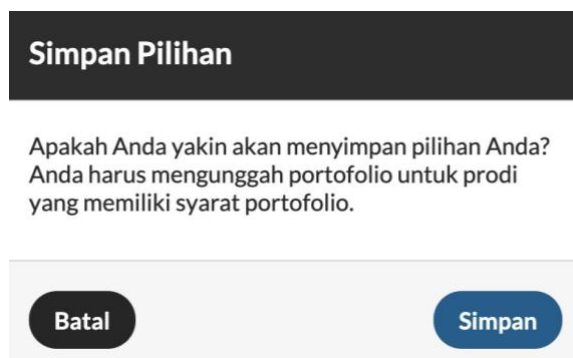 Simpan Pilihan
Apakah Anda yakin akan menyimpan pilihan Anda?
Anda harus mengunggah portofolio untuk prodi
yang memiliki syarat portofolio.
Batal
Simpan